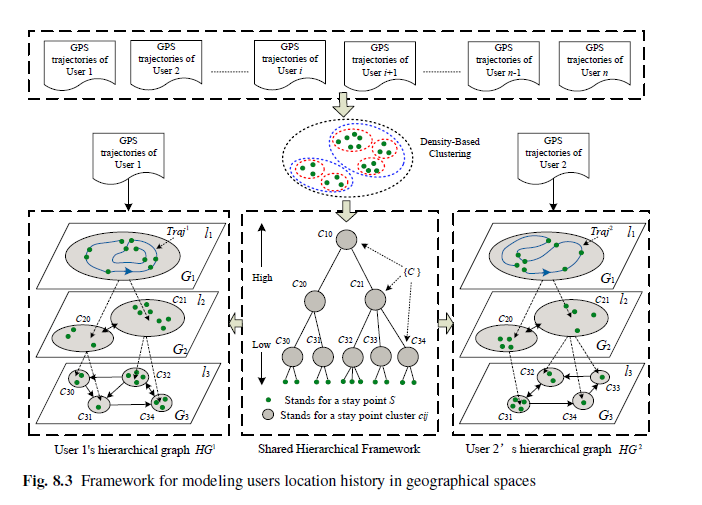 GPS trajectories of User 1
GPS trajectories of User 2
GPS trajectories of User i
GPS trajectories of User i+1
GPS trajectories of User n-1
GPS trajectories of User n
GPS trajectories of User 1
Density-Based Clustering
GPS trajectories of User 2
Traj¹
l₁
G₁
C20
C21
l₂
G₂
C30
C31
C32
C34
l₃
G₃
C10
High
C20
C21
{C }
Low
C30
C31
C32
C33
C34
Stands for a stay point S
Stands for a stay point cluster cij
Traj²
l₁
G₁
C20
C21
l₂
G₂
C32
l₃
C33
C31
C34
G₃
User 1's hierarchical graph HG¹
Shared Hierarchical Framework
User 2’ s hierarchical graph HG²
Fig. 8.3 Framework for modeling users location history in geographical spaces